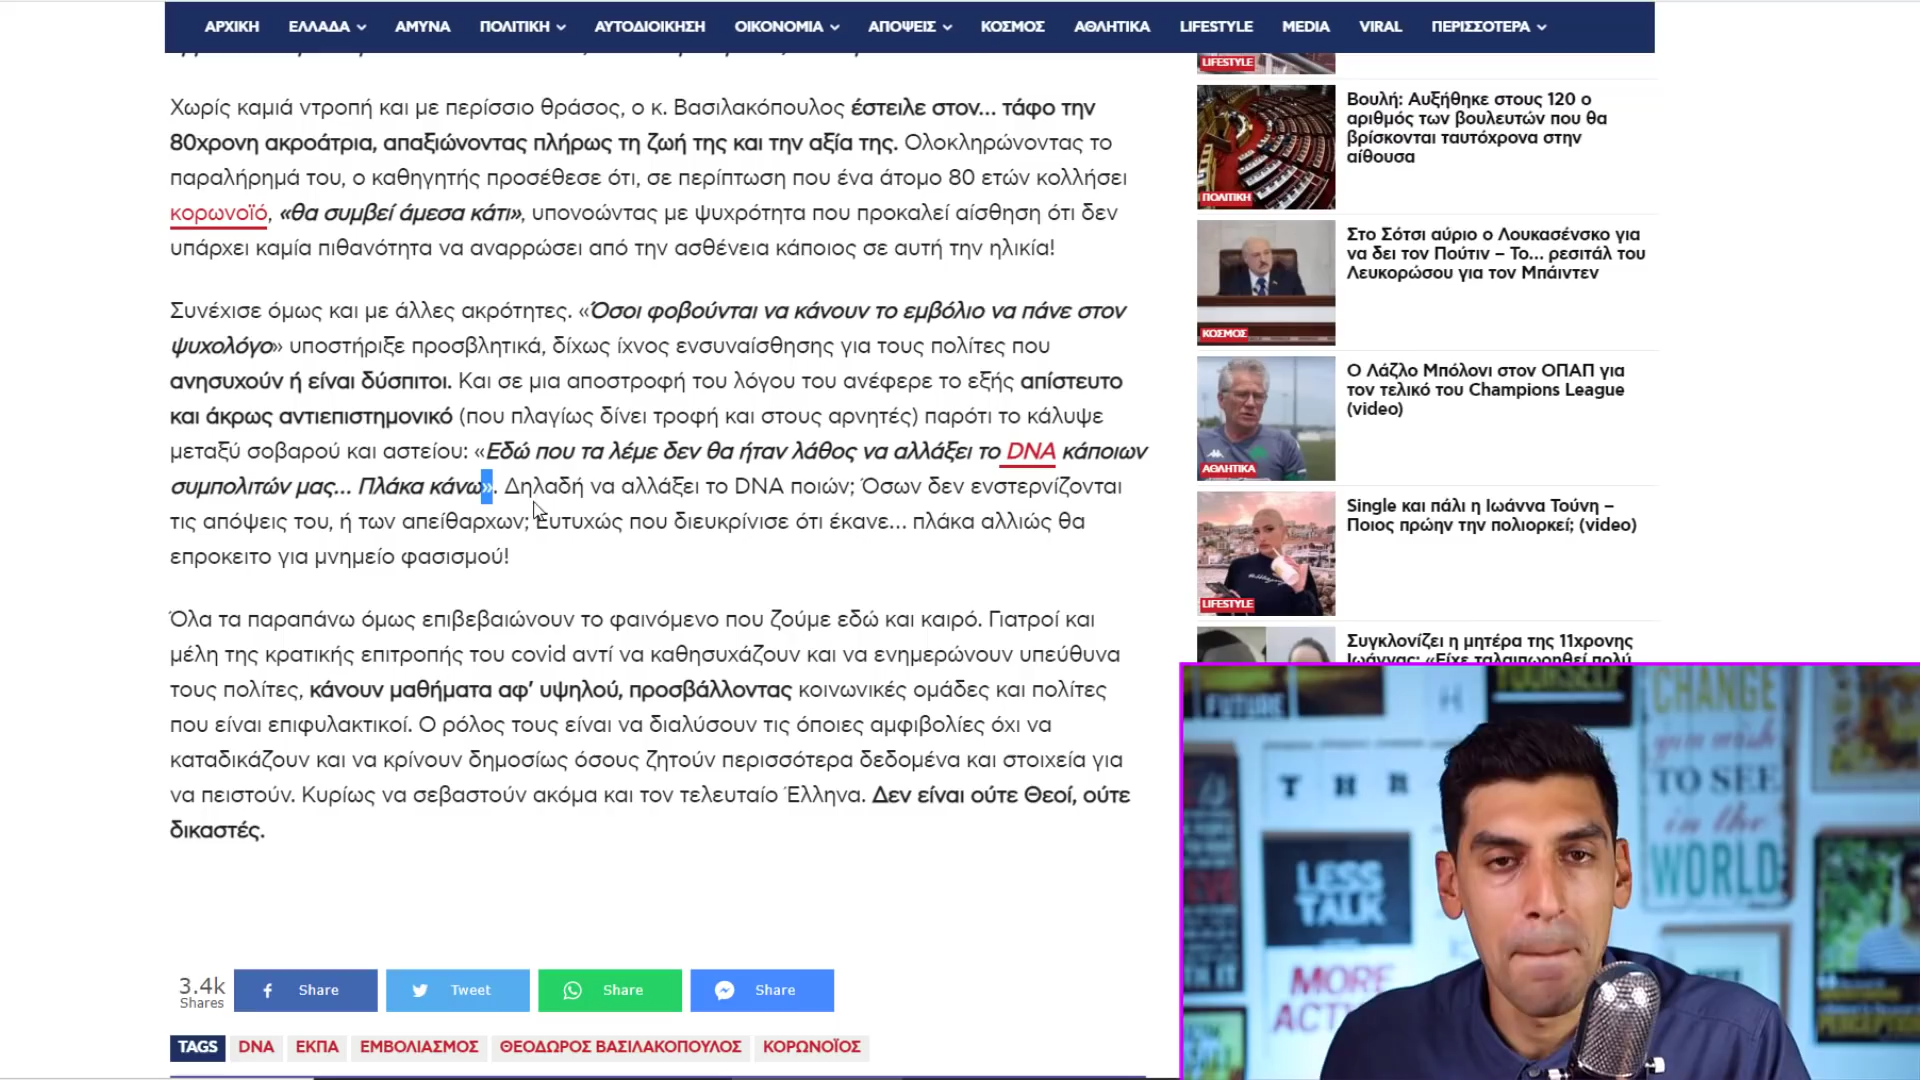 ΑΡΧΙΚΗ ΕΛΛΑΔΑ ΑΜΥΝΑ ΠΟΛΙΤΙΚΗ ΑΥΤΟΔΙΟΙΚΗΣΗ ΟΙΚΟΝΟΜΙΑ ΑΠΟΨΕΙΣ ΚΟΣΜΟΣ ΑΘΛΗΤΙΚΑ LIFESTYLE MEDIA VIRAL ΠΕΡΙΣΣΟΤΕΡΑ
Χωρίς καμιά ντροπή και με περίσσιο θράσος, ο κ. Βασιλακόπουλος έστειλε στον... τάφο την
80χρονη ακροάτρια, απαξιώνοντας πλήρως τη ζωή της και την αξία της. Ολοκληρώνοντας το
παραλήρημά του, ο καθηγητής προσέθεσε ότι, σε περίπτωση που ένα άτομο 80 ετών κολλήσει
κορωνοϊό, «θα συμβεί άμεσα κάτι», υπονοώντας με ψυχρότητα που προκαλεί αίσθηση ότι δεν
υπάρχει καμία πιθανότητα να αναρρώσει από την ασθένεια κάποιος σε αυτή την ηλικία!
Συνέχισε όμως και με άλλες ακρότητες. «Όσοι φοβούνται να κάνουν το εμβόλιο να πάνε στον
ψυχολόγο» υποστήριξε προσβλητικά, δίχως ίχνος ενσυναίσθησης για τους πολίτες που
ανησυχούν ή είναι δύσπιτοι. Και σε μια αποστροφή του λόγου του ανέφερε το εξής απίστευτο
και άκρως αντιεπιστημονικό (που πλαγίως δίνει τροφή και στους αρνητές) παρότι το κάλυψε
μεταξύ σοβαρού και αστείου: «Εδώ που τα λέμε δεν θα ήταν λάθος να αλλάξει το DNA κάποιων
συμπολιτών μας... Πλάκα κάνω». Δηλαδή να αλλάξει το DNA ποιών; Όσων δεν ενστερνίζονται
τις απόψεις του, ή των απείθαρχων; Ευτυχώς που διευκρίνισε ότι έκανε... πλάκα αλλιώς θα
επροκειτο για μνημείο φασισμού!
Όλα τα παραπάνω όμως επιβεβαιώνουν το φαινόμενο που ζούμε εδώ και καιρό. Γιατροί και
μέλη της κρατικής επιτροπής του covid αντί να καθησυχάζουν και να ενημερώνουν υπεύθυνα
τους πολίτες, κάνουν μαθήματα αφ' υψηλού, προσβάλλοντας κοινωνικές ομάδες και πολίτες
που είναι επιφυλακτικοί. Ο ρόλος τους είναι να διαλύσουν τις όποιες αμφιβολίες όχι να
καταδικάζουν και να κρίνουν δημοσίως όσους ζητούν περισσότερα δεδομένα και στοιχεία για
να πειστούν. Κυρίως να σεβαστούν ακόμα και τον τελευταίο Έλληνα. Δεν είναι ούτε Θεοί, ούτε
δικαστές.
3.4k
Shares
Share
Tweet
Share
Share
TAGS DNA ΕΚΠΑ ΕΜΒΟΛΙΑΣΜΟΣ ΘΕΟΔΩΡΟΣ ΒΑΣΙΛΑΚΟΠΟΥΛΟΣ ΚΟΡΩΝΟΪΟΣ
LIFESTYLE
Βουλή: Αυξήθηκε στους 120 ο
αριθμός των βουλευτών που θα
βρίσκονται ταυτόχρονα στην
αίθουσα
ΠΟΛΙΤΙΚΗ
Στο Σότσι αύριο ο Λουκασένσκο για
να δει τον Πούτιν – Το... ρεσιτάλ του
Λευκορώσου για τον Μπάιντεν
ΚΟΣΜΟΣ
Ο Λάζλο Μπόλονι στον ΟΠΑΠ για
τον τελικό του Champions League
(video)
ΑΘΛΗΤΙΚΑ
Single και πάλι η Ιωάννα Τούνη –
Ποιος πρώην την πολιορκεί; (video)
LIFESTYLE
Συγκλονίζει η μητέρα της 11χρονης
Ιωάννας: «Είχε ταλαιπωρηθεί πολύ
FUTURE
YOURSELF
CHANGE
you wish
TO SEE
in the
WORLD
THR
LESS
TALK
MORE